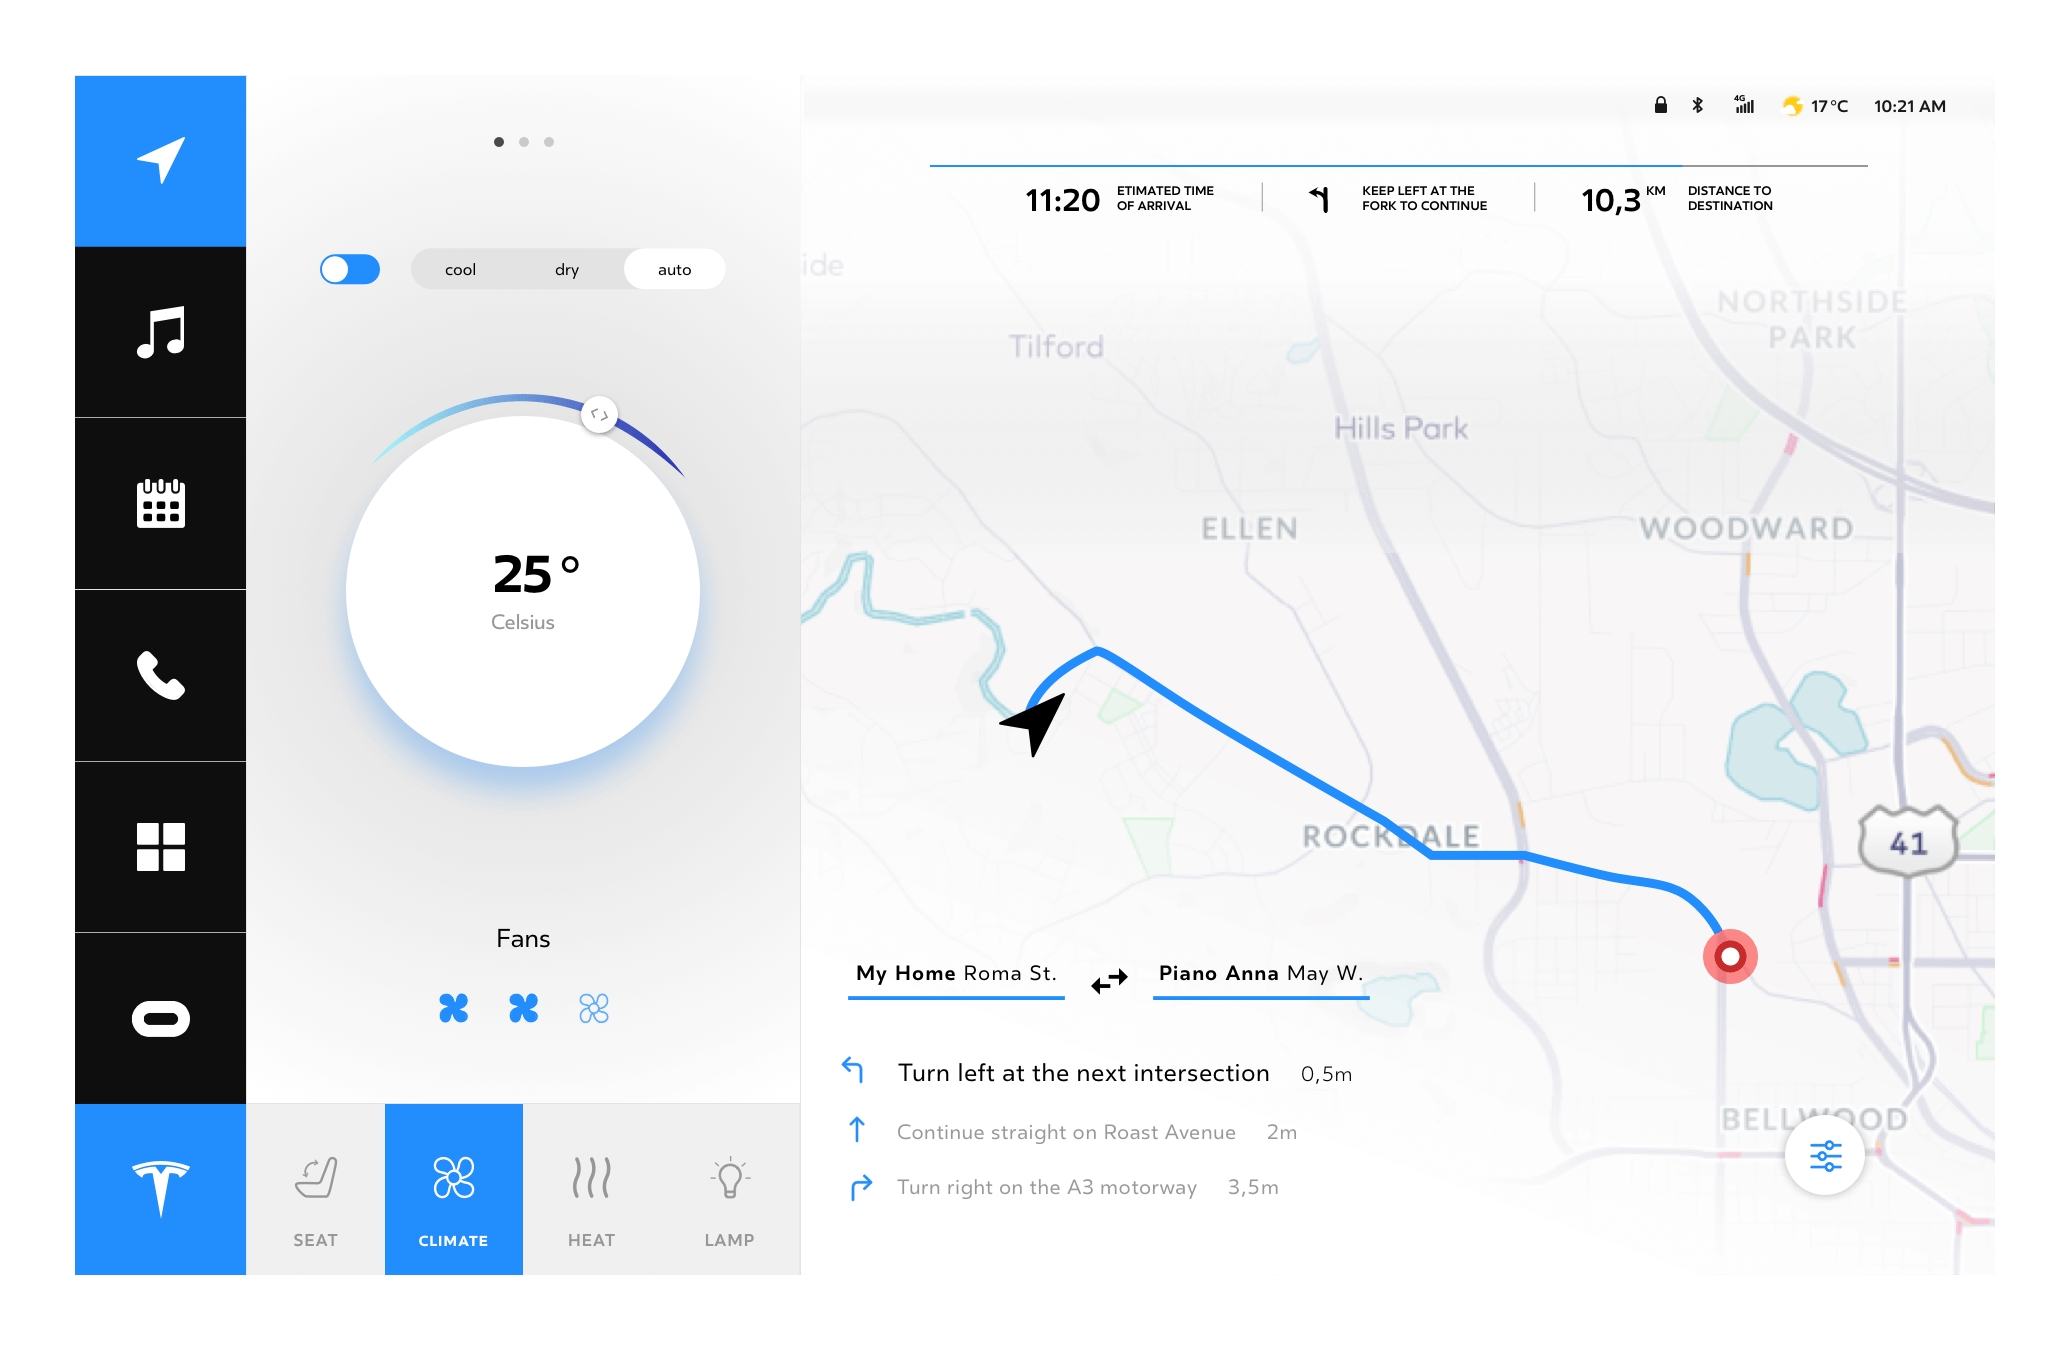 4G
17°C
10:21 AM
11:20
ETIMATED TIME
OF ARRIVAL
KEEP LEFT AT THE
FORK TO CONTINUE
10,3 KM
DISTANCE TO
DESTINATION
cool
dry
auto
25°
Celsius
Fans
SEAT
CLIMATE
HEAT
LAMP
ide
Tilford
NORTHSIDE
PARK
Hills Park
ELLEN
WOODWARD
ROCKDALE
41
BELLWOOD
My Home Roma St.
Piano Anna May W.
Turn left at the next intersection 0,5m
Continue straight on Roast Avenue 2m
Turn right on the A3 motorway 3,5m